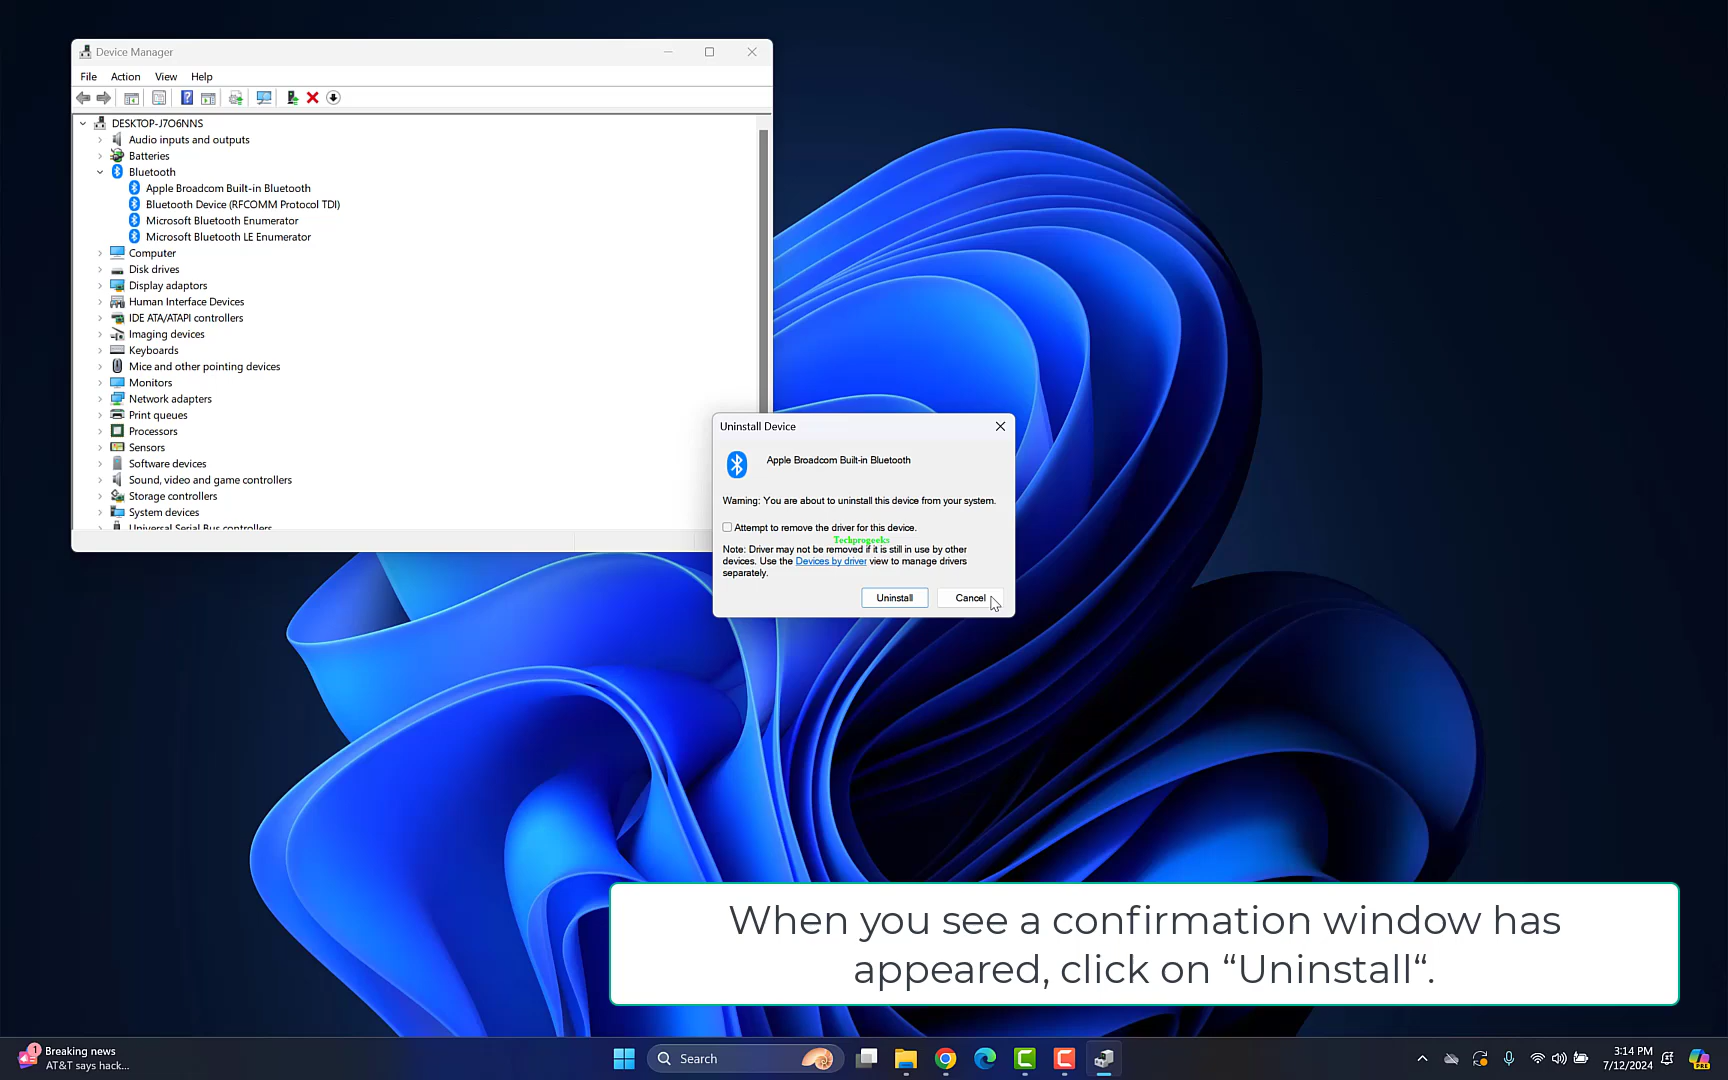 Device Manager
File Action View Help
DESKTOP-J7O6NNS
Audio inputs and outputs
Batteries
Bluetooth
Apple Broadcom Built-in Bluetooth
Bluetooth Device (RFCOMM Protocol TDI)
Microsoft Bluetooth Enumerator
Microsoft Bluetooth LE Enumerator
Computer
Disk drives
Display adaptors
Human Interface Devices
IDE ATA/ATAPI controllers
Imaging devices
Keyboards
Mice and other pointing devices
Monitors
Network adapters
Print queues
Processors
Sensors
Software devices
Sound, video and game controllers
Storage controllers
System devices
Universal Serial Bus controllers
Uninstall Device
Apple Broadcom Built-in Bluetooth
Warning: You are about to uninstall this device from your system.
Attempt to remove the driver for this device.
Techprogeeks
Note: Driver may not be removed if it is still in use by other
devices. Use the Devices by driver view to manage drivers
separately.
Uninstall Cancel
When you see a confirmation window has
appeared, click on “Uninstall“.
1
Breaking news
AT&T says hack...
Search
3:14 PM
7/12/2024
PRE